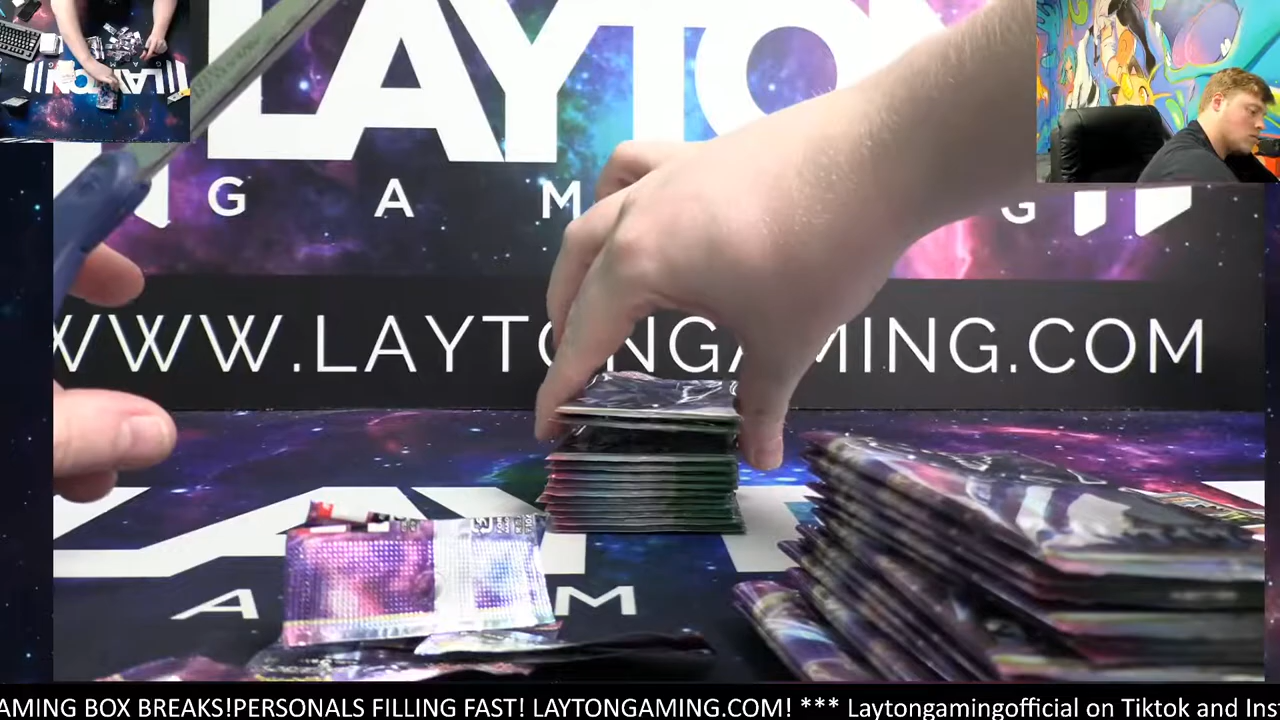 LAYTO
G A M G
WWW.LAYTONGAMING.COM
A M
AMING BOX BREAKS!PERSONALS FILLING FAST! LAYTONGAMING.COM! *** Laytongamingofficial on Tiktok and Ins